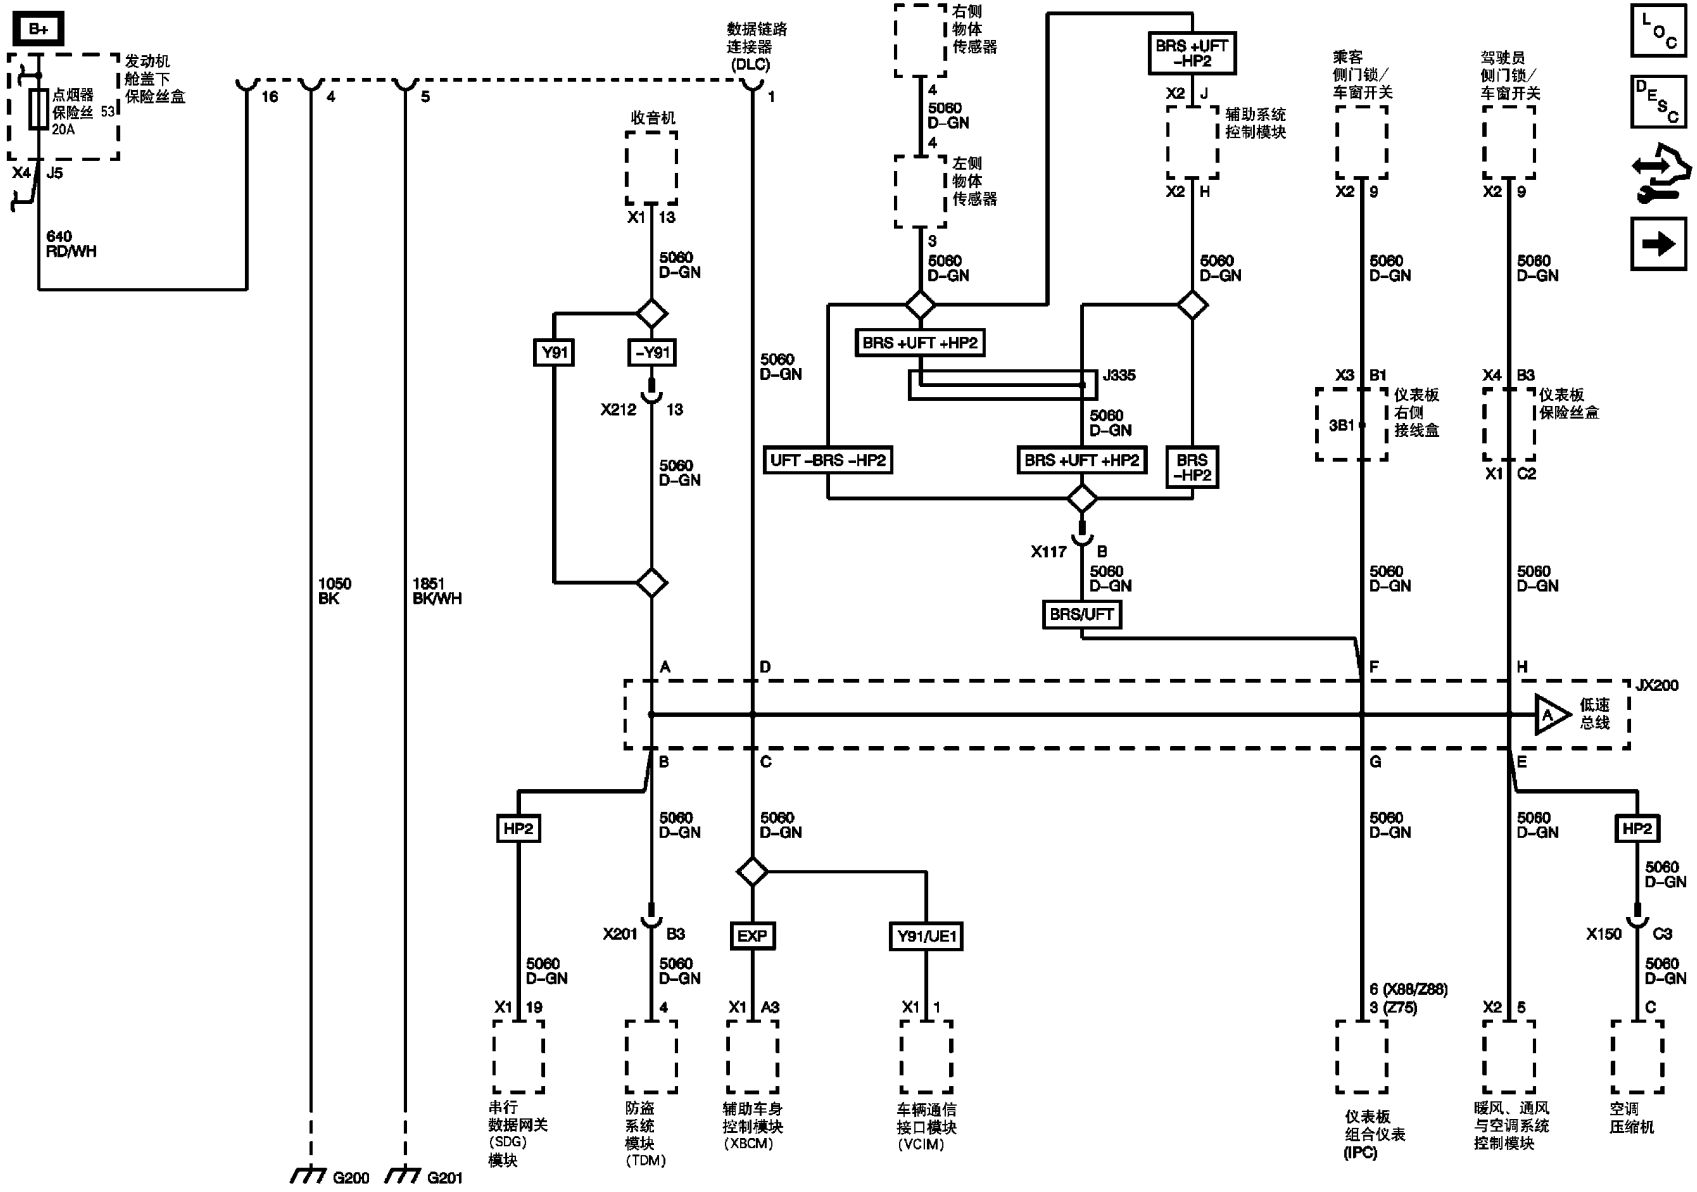 B+
发动机
舱盖下
保险丝盒
点烟器
保险丝 53
20A
X4 J5
640
RD/WH
16
4
5
1
数据链路
连接器
(DLC)
收音机
X1 13
5060
D-GN
Y91
-Y91
X212 13
5060
D-GN
1050
BK
1851
BK/WH
5060
D-GN
右侧
物体
传感器
4
5060
D-GN
4
左侧
物体
传感器
3
5060
D-GN
BRS +UFT
-HP2
X2 J
辅助系统
控制模块
X2 H
5060
D-GN
BRS +UFT +HP2
J335
5060
D-GN
UFT -BRS -HP2
BRS +UFT +HP2
BRS
-HP2
X117 B
5060
D-GN
BRS/UFT
乘客
侧门锁/
车窗开关
X2 9
5060
D-GN
X3 B1
仪表板
右侧
接线盒
3B1
5060
D-GN
驾驶员
侧门锁/
车窗开关
X2 9
5060
D-GN
X4 B3
仪表板
保险丝盒
X1 C2
5060
D-GN
LOC
DESC
A
D
F
H
JX200
A
低速
总线
B
C
G
E
HP2
5060
D-GN
X1 19
串行
数据网关
(SDG)
模块
5060
D-GN
X201 B3
5060
D-GN
4
防盗
系统
模块
(TDM)
5060
D-GN
EXP
X1 A3
辅助车身
控制模块
(XBCM)
Y91/UE1
X1 1
车辆通信
接口模块
(VCIM)
5060
D-GN
6 (X88/Z88)
3 (Z75)
仪表板
组合仪表
(IPC)
5060
D-GN
X2 5
暖风、通风
与空调系统
控制模块
HP2
5060
D-GN
X150 C3
5060
D-GN
C
空调
压缩机
G200
G201